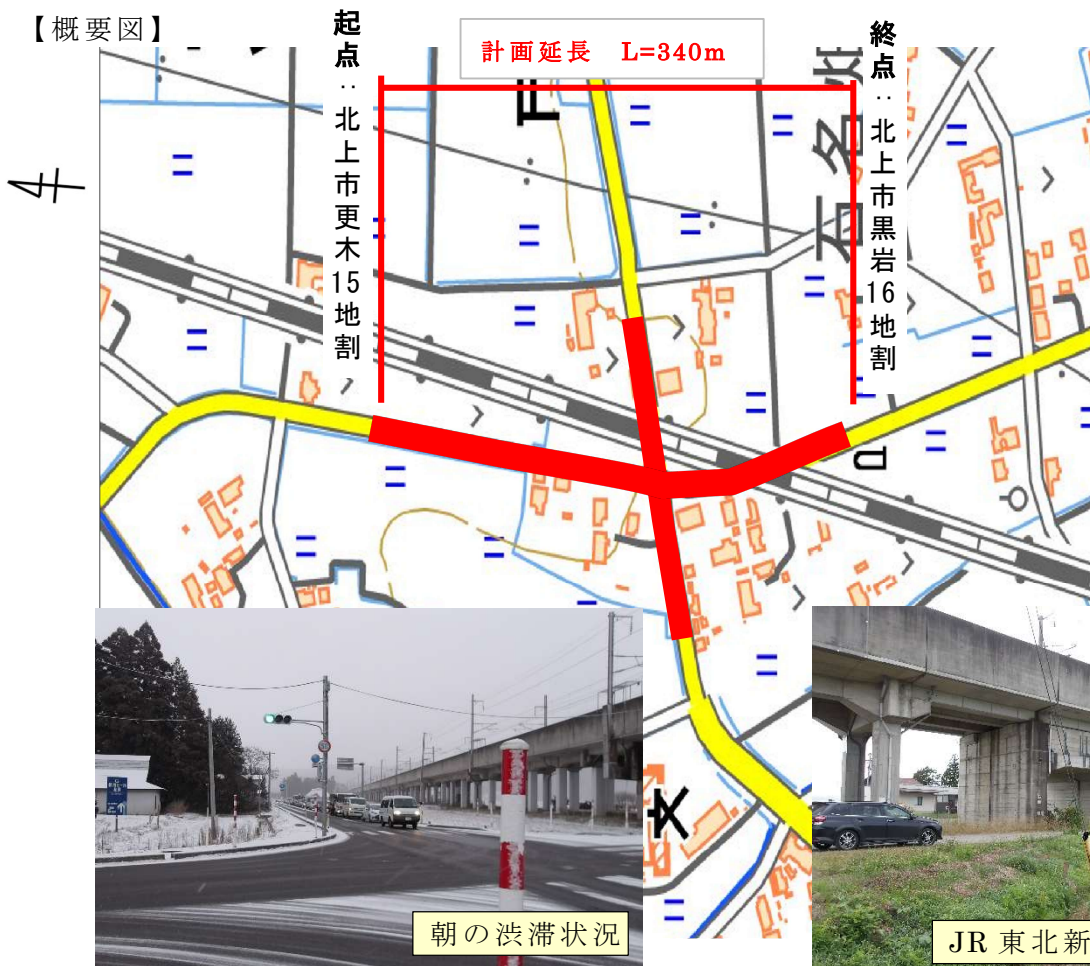 【概要図】
起点：北上市更木15地割
計画延長 L=340m
終点：北上市黒岩16地割
朝の渋滞状況
JR 東北新